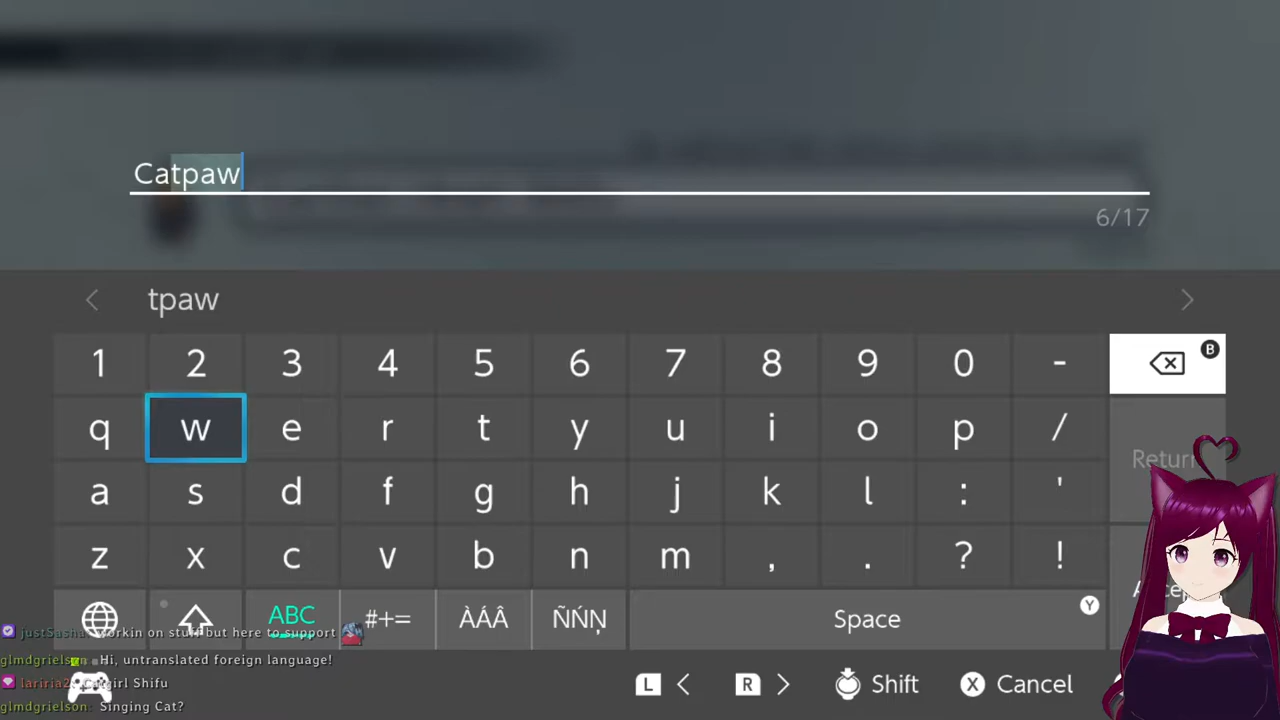 Catpaw
6/17
< tpaw >
1 2 3 4 5 6 7 8 9 0 - B
q w e r t y u i o p / Return
a s d f g h j k l : '
z x c v b n m , . ? !
ABC #+= ÀÁÂ ÑŃŅ Space Y
justSasha: workin on stuff but here to support
glmdgrielson: Hi, untranslated foreign language!
lariria2: Catgirl Shifu
glmdgrielson: Singing Cat?
L < R > Shift X Cancel